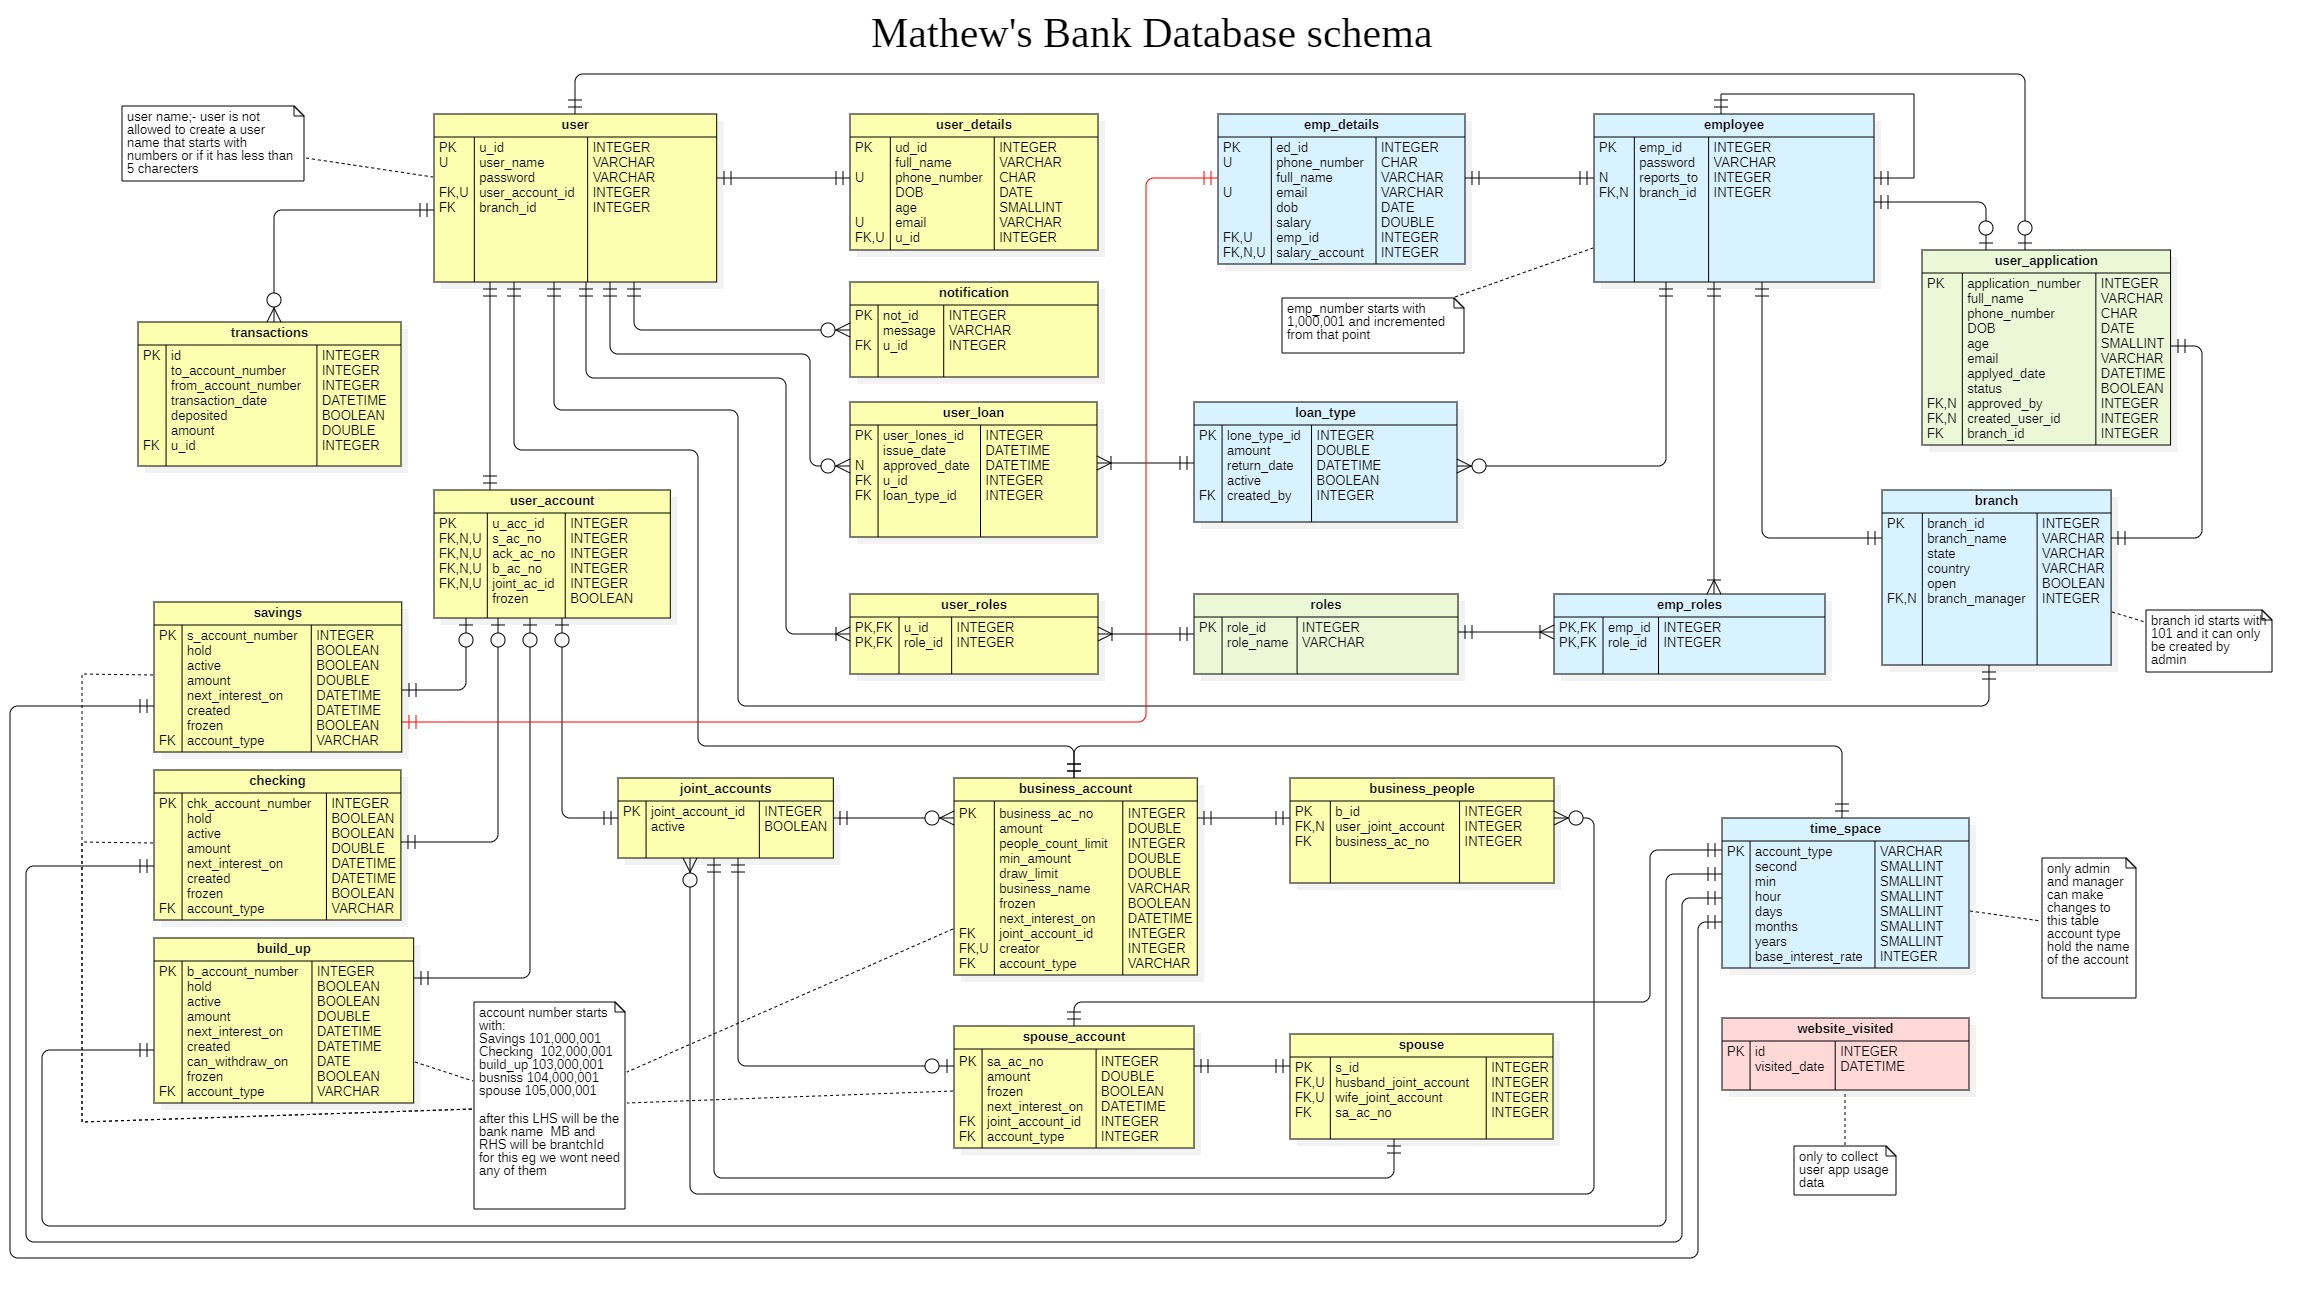 Mathew's Bank Database schema
user name;- user is not
allowed to create a user
name that starts with
numbers or if it has less than
5 charecters
user
PK u_id INTEGER
U user_name VARCHAR
password VARCHAR
FK,U user_account_id INTEGER
FK branch_id INTEGER
user_details
PK ud_id INTEGER
full_name VARCHAR
U phone_number CHAR
DOB DATE
age SMALLINT
U email VARCHAR
FK,U u_id INTEGER
emp_details
PK ed_id INTEGER
U phone_number CHAR
full_name VARCHAR
U email VARCHAR
dob DATE
salary DOUBLE
FK,U emp_id INTEGER
FK,N,U salary_account INTEGER
employee
PK emp_id INTEGER
password VARCHAR
N reports_to INTEGER
FK,N branch_id INTEGER
user_application
PK application_number INTEGER
full_name VARCHAR
phone_number CHAR
DOB DATE
age SMALLINT
email VARCHAR
applyed_date DATETIME
status BOOLEAN
FK,N approved_by INTEGER
FK,N created_user_id INTEGER
FK branch_id INTEGER
notification
PK not_id INTEGER
message VARCHAR
FK u_id INTEGER
emp_number starts with
1,000,001 and incremented
from that point
transactions
PK id INTEGER
to_account_number INTEGER
from_account_number INTEGER
transaction_date DATETIME
deposited BOOLEAN
amount DOUBLE
FK u_id INTEGER
user_loan
PK user_lones_id INTEGER
issue_date DATETIME
N approved_date DATETIME
FK u_id INTEGER
FK loan_type_id INTEGER
loan_type
PK lone_type_id INTEGER
amount DOUBLE
return_date DATETIME
active BOOLEAN
FK created_by INTEGER
user_account
PK u_acc_id INTEGER
FK,N,U s_ac_no INTEGER
FK,N,U ack_ac_no INTEGER
FK,N,U b_ac_no INTEGER
FK,N,U joint_ac_id INTEGER
frozen BOOLEAN
branch
PK branch_id INTEGER
branch_name VARCHAR
state VARCHAR
country VARCHAR
open BOOLEAN
FK,N branch_manager INTEGER
branch id starts with
101 and it can only
be created by
admin
user_roles
PK,FK u_id INTEGER
PK,FK role_id INTEGER
roles
PK role_id INTEGER
role_name VARCHAR
emp_roles
PK,FK emp_id INTEGER
PK,FK role_id INTEGER
savings
PK s_account_number INTEGER
hold BOOLEAN
active BOOLEAN
amount DOUBLE
next_interest_on DATETIME
created DATETIME
frozen BOOLEAN
FK account_type VARCHAR
checking
PK chk_account_number INTEGER
hold BOOLEAN
active BOOLEAN
amount DOUBLE
next_interest_on DATETIME
created DATETIME
frozen BOOLEAN
FK account_type VARCHAR
joint_accounts
PK joint_account_id INTEGER
active BOOLEAN
business_account
PK business_ac_no INTEGER
amount DOUBLE
people_count_limit INTEGER
min_amount DOUBLE
draw_limit DOUBLE
business_name VARCHAR
frozen BOOLEAN
next_interest_on DATETIME
FK joint_account_id INTEGER
FK,U creator INTEGER
FK account_type VARCHAR
business_people
PK b_id INTEGER
FK,N user_joint_account INTEGER
FK business_ac_no INTEGER
time_space
PK account_type VARCHAR
second SMALLINT
min SMALLINT
hour SMALLINT
days SMALLINT
months SMALLINT
years SMALLINT
base_interest_rate INTEGER
only admin
and manager
can make
changes to
this table
account type
hold the name
of the account
build_up
PK b_account_number INTEGER
hold BOOLEAN
active BOOLEAN
amount DOUBLE
next_interest_on DATETIME
created DATETIME
can_withdraw_on DATE
frozen BOOLEAN
FK account_type VARCHAR
account number starts
with:
Savings 101,000,001
Checking 102,000,001
build_up 103,000,001
busniss 104,000,001
spouse 105,000,001
after this LHS will be the
bank name MB and
RHS will be brantchId
for this eg we wont need
any of them
spouse_account
PK sa_ac_no INTEGER
amount DOUBLE
frozen BOOLEAN
next_interest_on DATETIME
FK joint_account_id INTEGER
FK account_type INTEGER
spouse
PK s_id INTEGER
FK,U husband_joint_account INTEGER
FK,U wife_joint_account INTEGER
FK sa_ac_no INTEGER
website_visited
PK id INTEGER
visited_date DATETIME
only to collect
user app usage
data